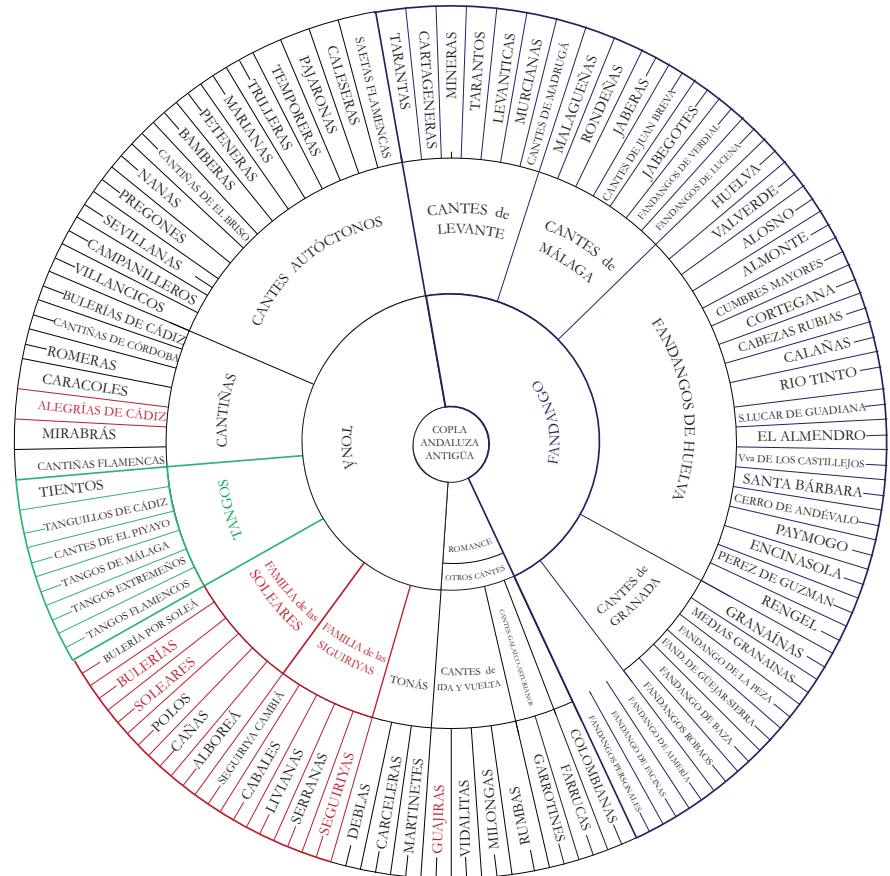 COPLA
ANDALUZA
ANTIGÜA
FANDANGO
ROMANCE
OTROS CANTES
TONÁ
CANTES de
LEVANTE
CANTES de
MÁLAGA
FANDANGOS DE HUELVA
CANTES de
GRANADA
CANTES GALAICO-ASTURIANOS
CANTES de
IDA Y VUELTA
TONÁS
FAMILIA de las
SIGUIRIYAS
FAMILIA de las
SOLEARES
TANGOS
CANTIÑAS
CANTES AUTÓCTONOS
TARANTAS
CARTAGENERAS
MINERAS
TARANTOS
LEVANTICAS
MURCIANAS
CANTES DE MADRUGÁ
MALAGUEÑAS
RONDEÑAS
JABERAS
CANTES DE JUAN BREVA
JABEGOTES
FANDANGOS DE VERDIAL
FANDANGOS DE LUCENA
HUELVA
VALVERDE
ALOSNO
ALMONTE
CUMBRES MAYORES
CORTEGANA
CABEZAS RUBIAS
CALAÑAS
RIO TINTO
S.LUCAR DE GUADIANA
EL ALMENDRO
Vva DE LOS CASTILLEJOS
SANTA BÁRBARA
CERRO DE ANDÉVALO
PAYMOGO
ENCINASOLA
PEREZ DE GUZMAN
RENGEL
GRANAÍNAS
MEDIAS GRANAINAS
FANDANGO DE LA PEZA
FAND DE GÜEJAR-SIERRA
FANDANGO DE BAZA
FANDANGOS ROBAOS
FANDANGO DE ALMERÍA
FANDANGO DE FACINAS
FANDANGOS PERSONALES
COLOMBIANAS
FARRUCAS
GARROTINES
RUMBAS
MILONGAS
VIDALITAS
GUAJIRAS
MARTINETES
CARCELERAS
DEBLAS
SEGUIRIYAS
SERRANAS
LIVIANAS
CABALES
SEGUIRIYA CAMBIÁ
ALBOREÁ
CAÑAS
POLOS
SOLEARES
BULERÍAS
BULERÍA POR SOLEÁ
TANGOS FLAMENCOS
TANGOS EXTREMEÑOS
TANGOS DE MÁLAGA
CANTES DE EL PIYAYO
TANGUILLOS DE CÁDIZ
TIENTOS
CANTIÑAS FLAMENCAS
MIRABRÁS
ALEGRÍAS DE CÁDIZ
CARACOLES
ROMERAS
CANTIÑAS DE CÓRDOBA
BULERÍAS DE CÁDIZ
VILLANCICOS
CAMPANILLEROS
SEVILLANAS
PREGONES
NANAS
CANTIÑAS DE EL BRISO
BAMBERAS
PETENERAS
MARIANAS
TRILLERAS
TEMPORERAS
PAJARONAS
CALESERAS
SAETAS FLAMENCAS